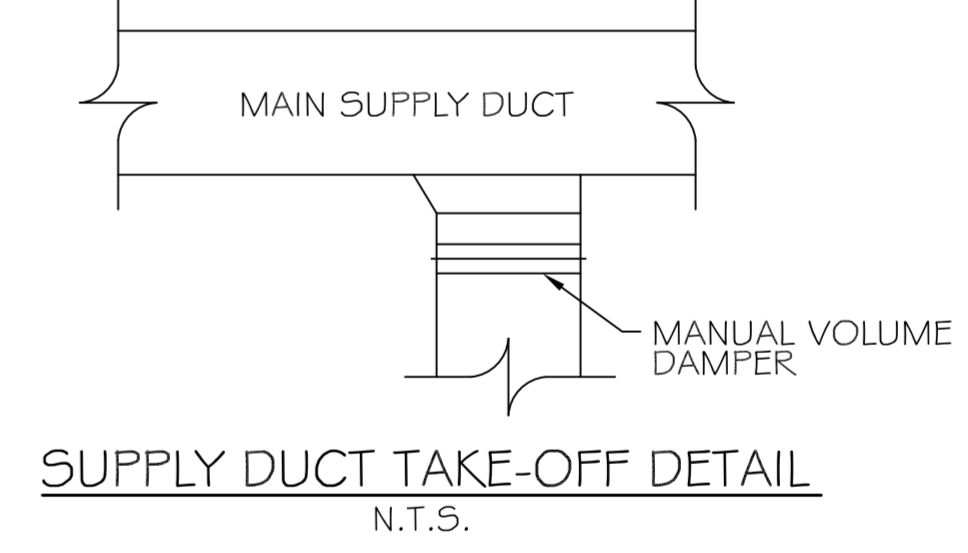 MAIN SUPPLY DUCT
MANUAL VOLUME
DAMPER
SUPPLY DUCT TAKE-OFF DETAIL
N.T.S.